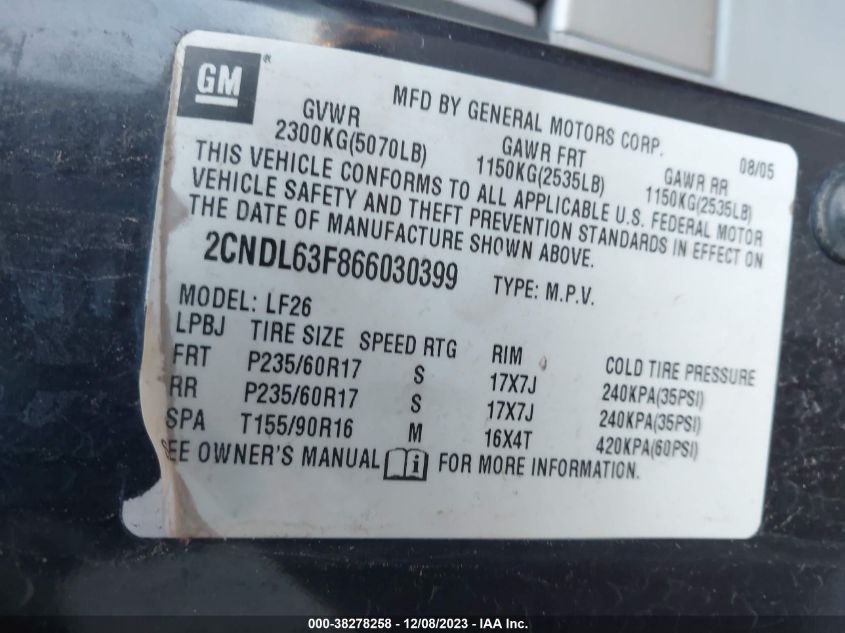 GM®
MFD BY GENERAL MOTORS CORP. 08/05
GVWR GAWR FRT GAWR RR
2300KG(5070LB) 1150KG(2535LB) 1150KG(2535LB)
THIS VEHICLE CONFORMS TO ALL APPLICABLE U.S. FEDERAL MOTOR
VEHICLE SAFETY AND THEFT PREVENTION STANDARDS IN EFFECT ON
THE DATE OF MANUFACTURE SHOWN ABOVE.
2CNDL63F866030399 TYPE: M.P.V.
MODEL: LF26
LPBJ TIRE SIZE SPEED RTG RIM COLD TIRE PRESSURE
FRT P235/60R17 S 17X7J 240KPA(35PSI)
RR P235/60R17 S 17X7J 240KPA(35PSI)
SPA T155/90R16 M 16X4T 420KPA(60PSI)
SEE OWNER'S MANUAL i FOR MORE INFORMATION.
000-38278258 - 12/08/2023 - IAA Inc.